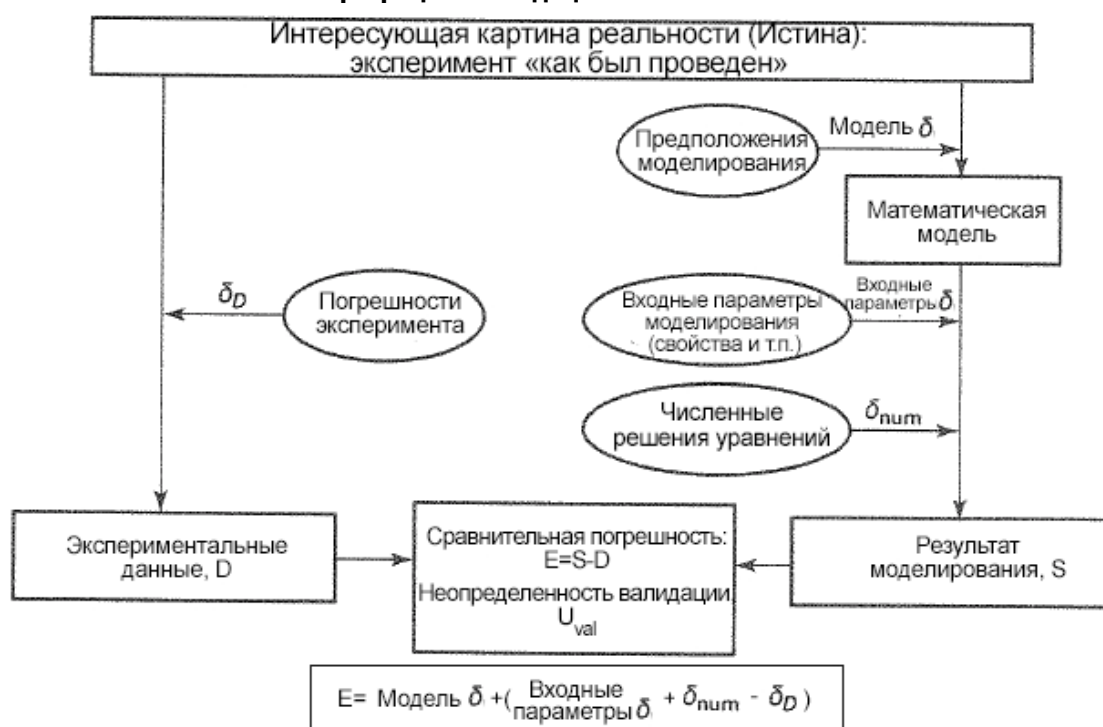 Интересующая картина реальности (Истина):
эксперимент «как был проведен»
Предположения
моделирования
Модель δ
Математическая
модель
Погрешности
эксперимента
δD
Входные параметры
моделирования
(свойства и т.п.)
Входные
параметры δ
Численные
решения уравнений
δnum
Экспериментальные
данные, D
Сравнительная погрешность:
E=S-D
Неопределенность валидации
Uval
Результат
моделирования, S
E= Модель δ +(Входные параметры δ + δnum - δD )